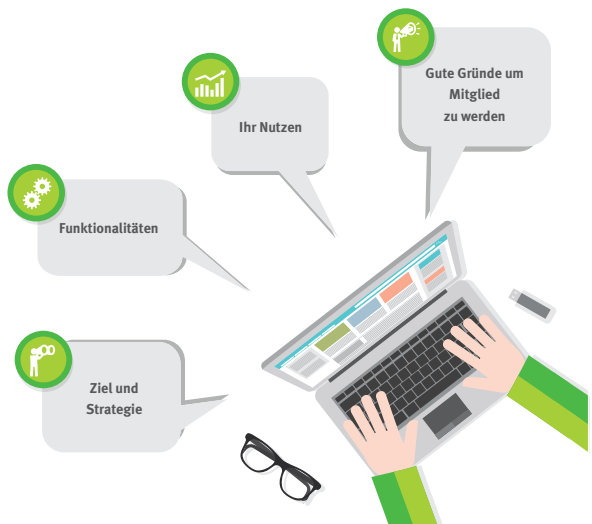 Gute Gründe um
Mitglied
zu werden
Ihr Nutzen
Funktionalitäten
Ziel und
Strategie